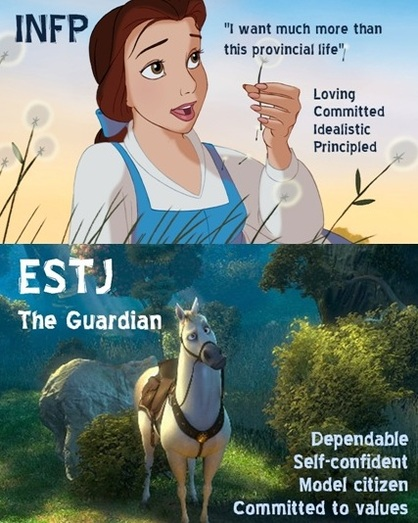 INFP
"I want much more than
this provincial life"
Loving
Committed
Idealistic
Principled
ESTJ
The Guardian
Dependable
Self-confident
Model citizen
Committed to values